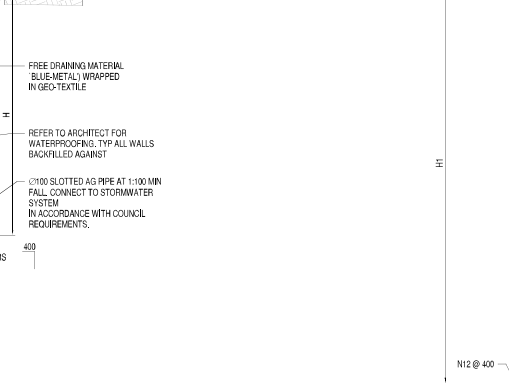 FREE DRAINING MATERIAL
'BLUE-METAL') WRAPPED
IN GEO-TEXTILE
H
REFER TO ARCHITECT FOR
WATERPROOFING. TYP ALL WALLS
BACKFILLED AGAINST
∅100 SLOTTED AG PIPE AT 1:100 MIN
FALL. CONNECT TO STORMWATER
SYSTEM
IN ACCORDANCE WITH COUNCIL
REQUIREMENTS.
400
H1
N12 @ 400